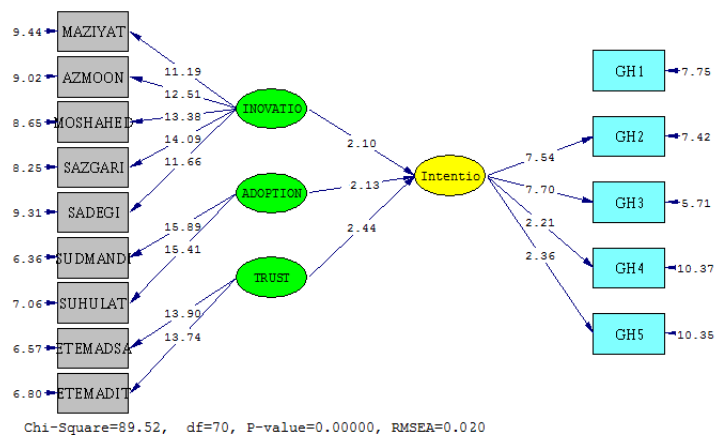 9.44 MAZIYAT
9.02 AZMOON
8.65 MOSHAHED
8.25 SAZGARI
9.31 SADEGI
6.36 SUDMANDI
7.06 SUHULAT
6.57 ETEMADSA
6.80 ETEMADIT
11.19
12.51
13.38
14.09
11.66
15.89
15.41
13.90
13.74
INOVATIO
ADOPTION
TRUST
2.10
2.13
2.44
Intentio
7.54
7.70
2.21
2.36
GH1 7.75
GH2 7.42
GH3 5.71
GH4 10.37
GH5 10.35
Chi-Square=89.52, df=70, P-value=0.00000, RMSEA=0.020